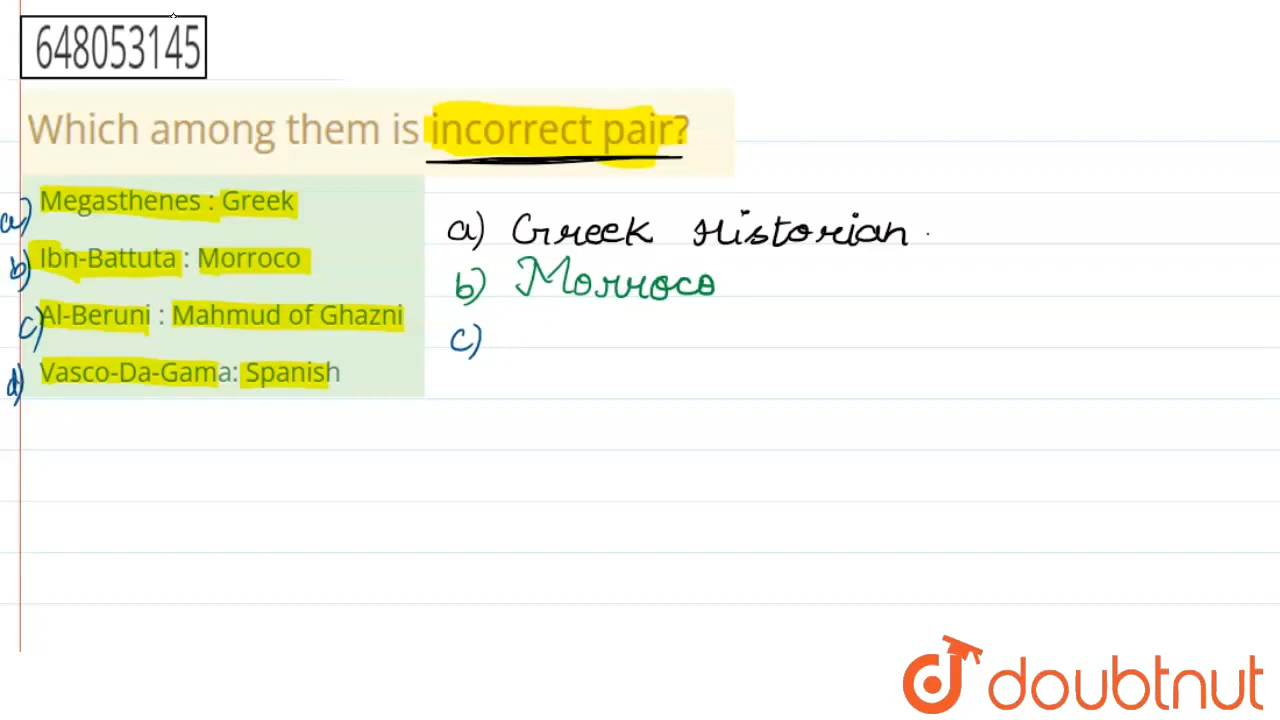 648053145
Which among them is incorrect pair?
a) Megasthenes : Greek
b) Ibn-Battuta : Morroco
c) Al-Beruni : Mahmud of Ghazni
d) Vasco-Da-Gama: Spanish
a) Greek Historian.
b) Morroco
c)
doubtnut